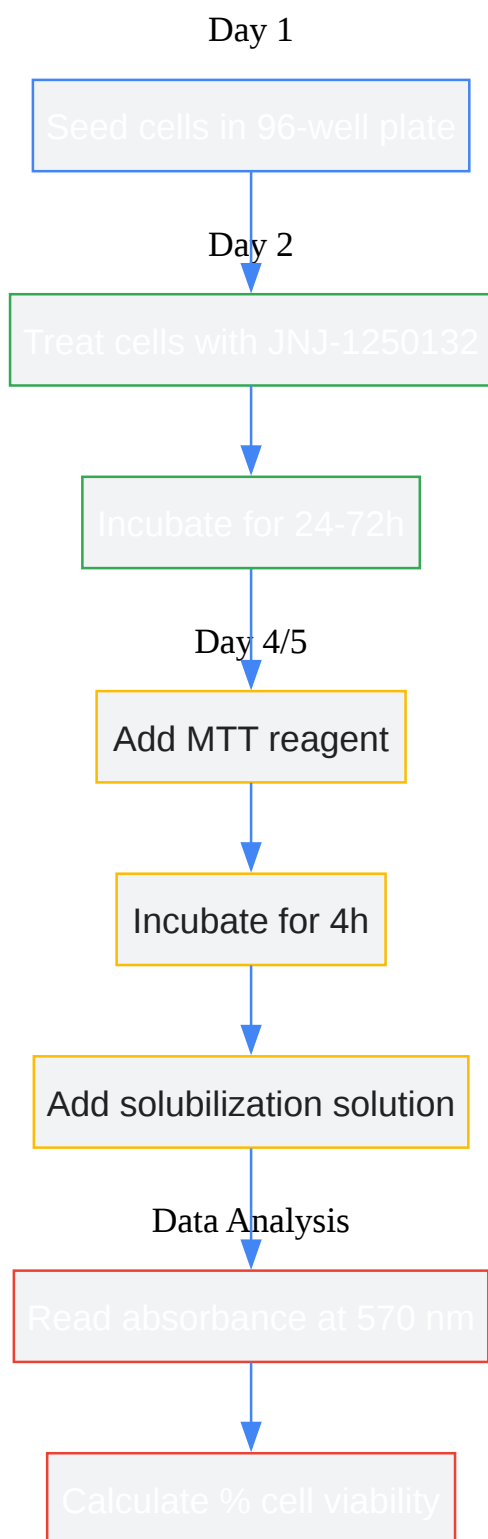 Day 1
Seed cells in 96-well plate
Day 2
Treat cells with JNJ-1250132
Incubate for 24-72h
Day 4/5
Add MTT reagent
Incubate for 4h
Add solubilization solution
Data Analysis
Read absorbance at 570 nm
Calculate % cell viability